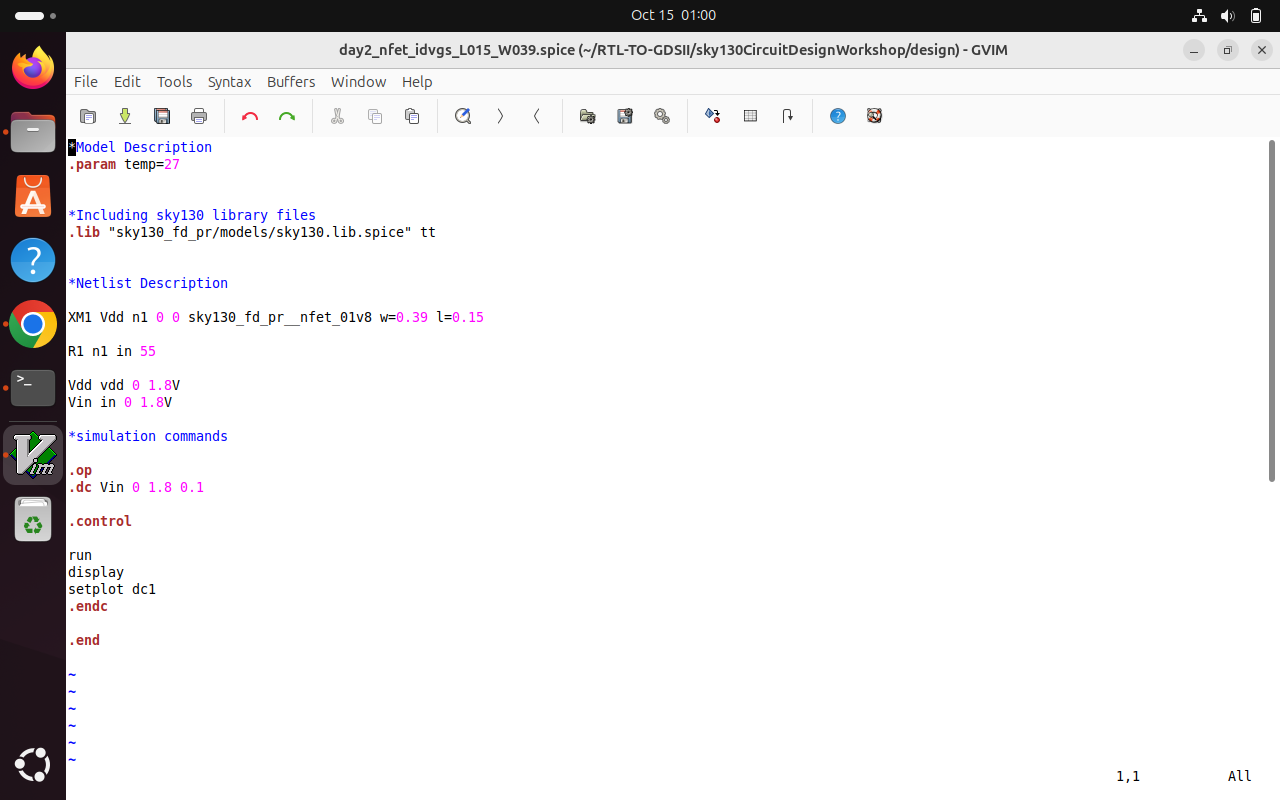 Oct 15 01:00
day2_nfet_idvgs_L015_W039.spice (~/RTL-TO-GDSII/sky130CircuitDesignWorkshop/design) - GVIM
File Edit Tools Syntax Buffers Window Help
*Model Description
.param temp=27
*Including sky130 library files
.lib "sky130_fd_pr/models/sky130.lib.spice" tt
*Netlist Description
XM1 Vdd n1 0 0 sky130_fd_pr__nfet_01v8 w=0.39 l=0.15
R1 n1 in 55
Vdd vdd 0 1.8V
Vin in 0 1.8V
*simulation commands
.op
.dc Vin 0 1.8 0.1
.control
run
display
setplot dc1
.endc
.end
~
~
~
~
~
~
1,1 All